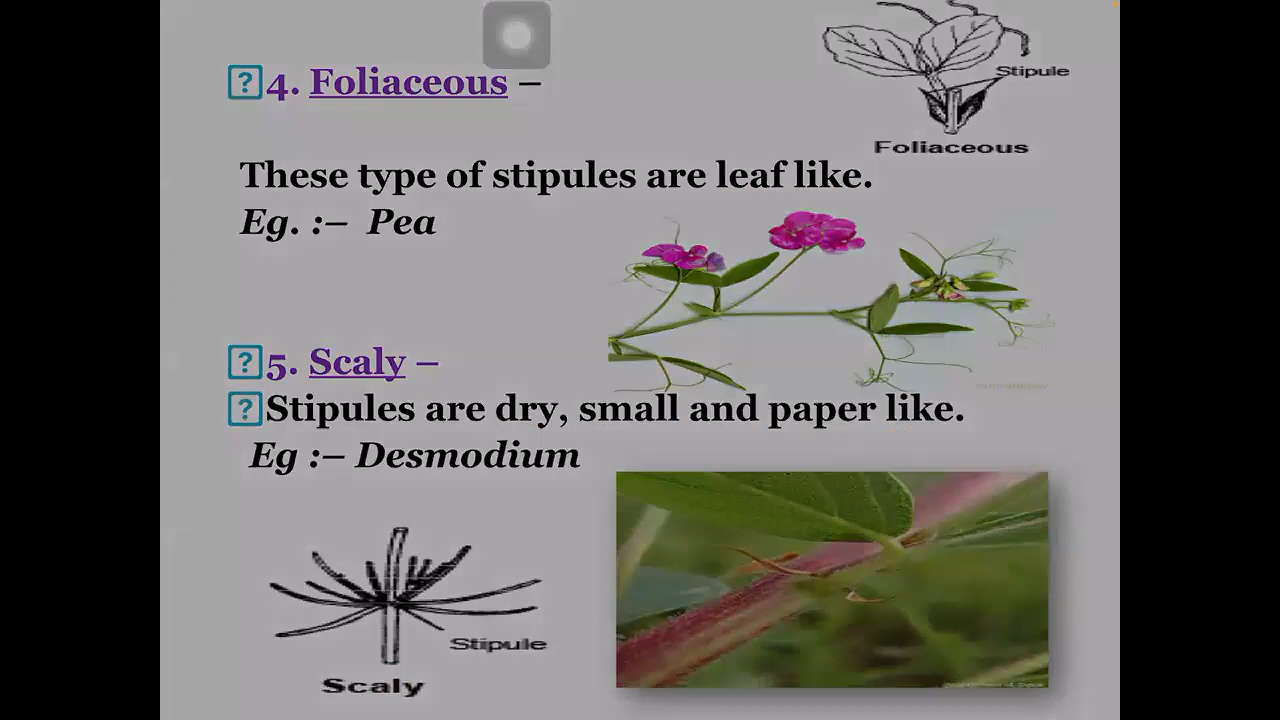 4. Foliaceous –
Stipule
Foliaceous
These type of stipules are leaf like.
Eg. :– Pea
5. Scaly –
Stipules are dry, small and paper like.
Eg :– Desmodium
Stipule
Scaly